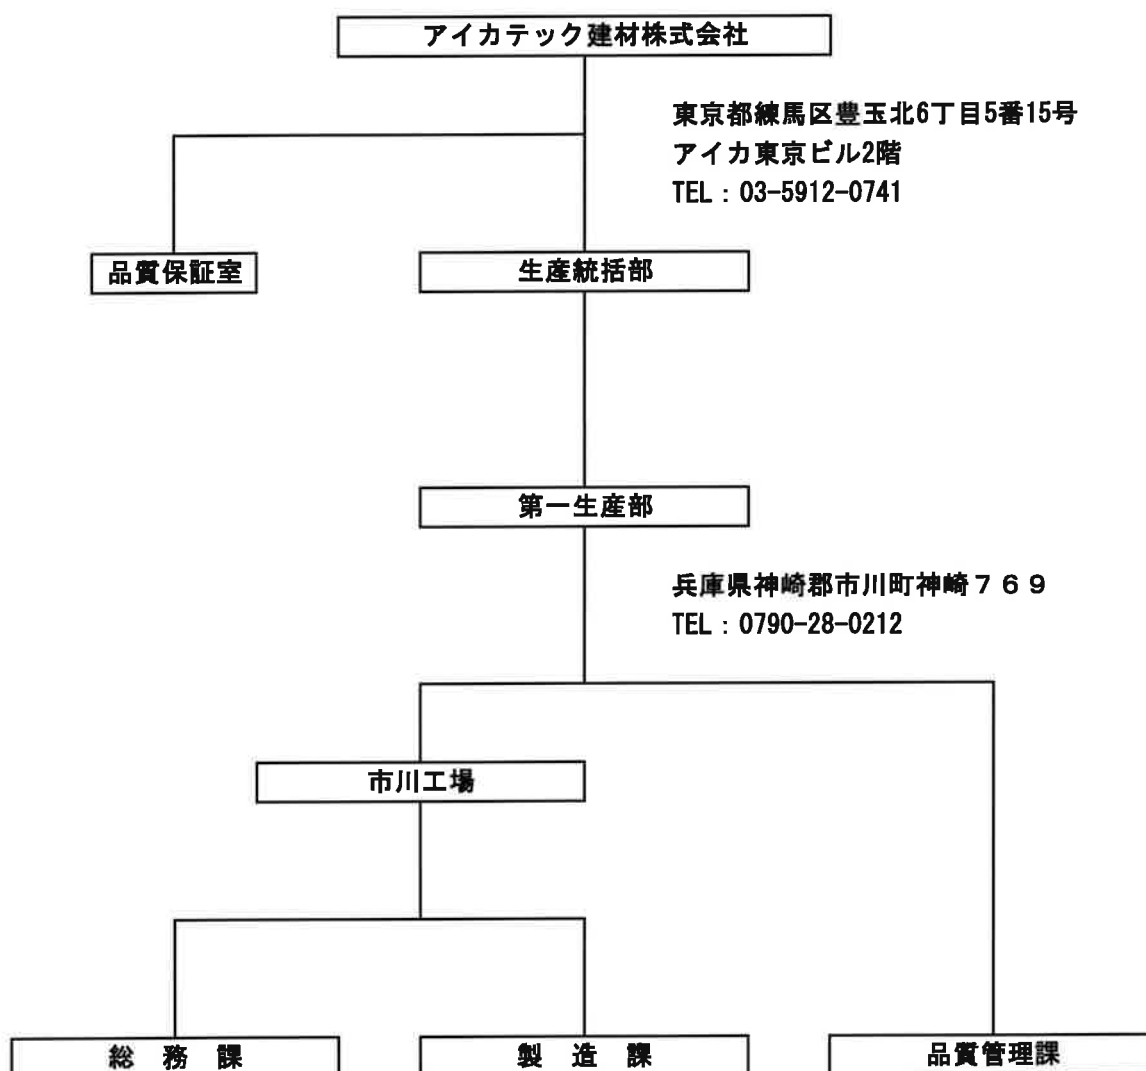 アイカテック建材株式会社
東京都練馬区豊玉北6丁目5番15号
アイカ東京ビル2階
TEL：03-5912-0741
品質保証室
生産統括部
第一生産部
兵庫県神崎郡市川町神崎７６９
TEL：0790-28-0212
市川工場
総　務　課
製　造　課
品質管理課